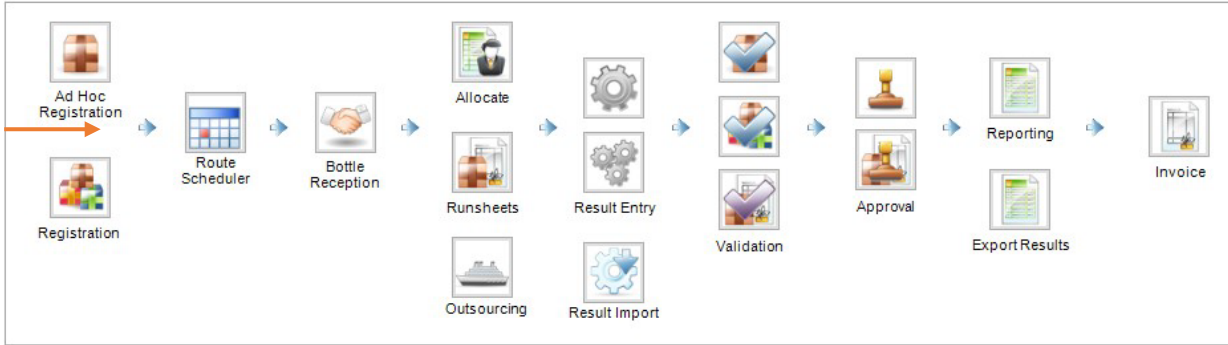 Ad Hoc
Registration
Registration
Route
Scheduler
Bottle
Reception
Allocate
Runsheets
Outsourcing
Result Entry
Result Import
Validation
Approval
Reporting
Export Results
Invoice